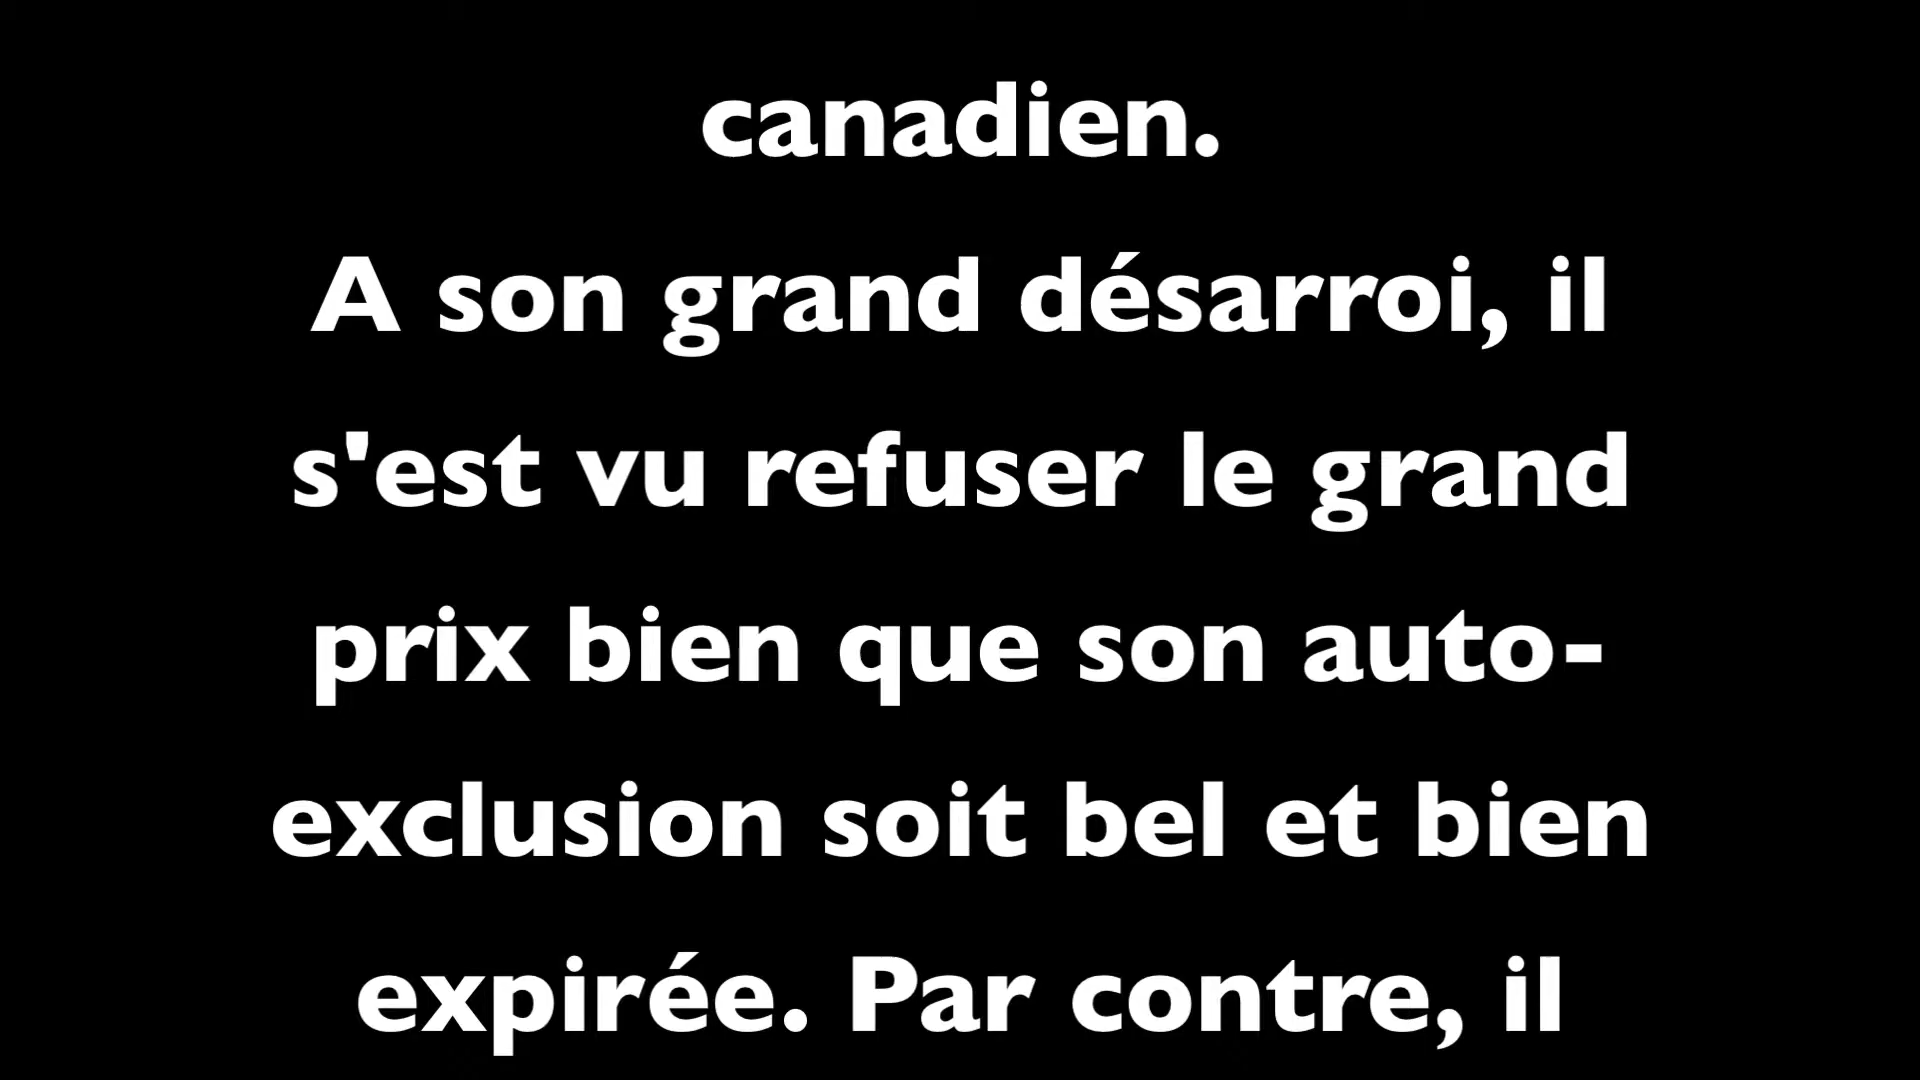 canadien.
A son grand désarroi, il
s'est vu refuser le grand
prix bien que son auto-
exclusion soit bel et bien
expirée. Par contre, il